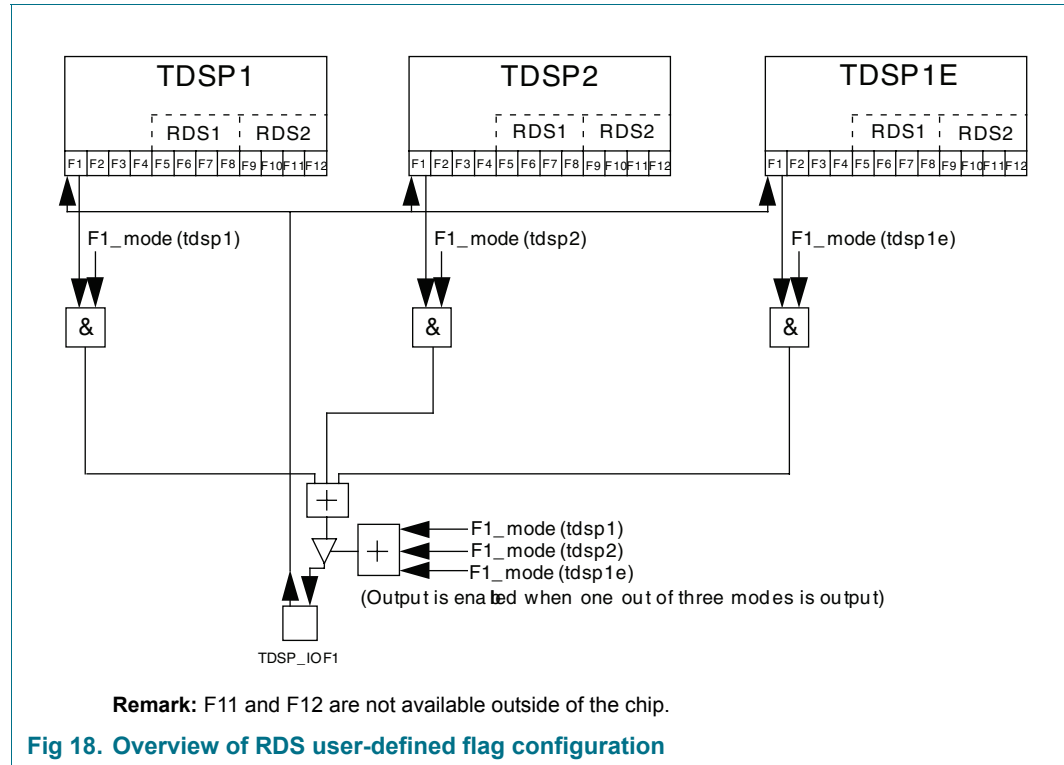 TDSP1 TDSP2 TDSP1E
RDS1 RDS2 RDS1 RDS2 RDS1 RDS2
F1 F2 F3 F4 F5 F6 F7 F8 F9 F10 F11 F12 F1 F2 F3 F4 F5 F6 F7 F8 F9 F10 F11 F12 F1 F2 F3 F4 F5 F6 F7 F8 F9 F10 F11 F12
F1_mode (tdsp1) F1_mode (tdsp2) F1_mode (tdsp1e)
& & &
+
F1_mode (tdsp1)
+ F1_mode (tdsp2)
F1_mode (tdsp1e)
(Output is enabled when one out of three modes is output)
TDSP_IOF1
Remark: F11 and F12 are not available outside of the chip.
Fig 18. Overview of RDS user-defined flag configuration